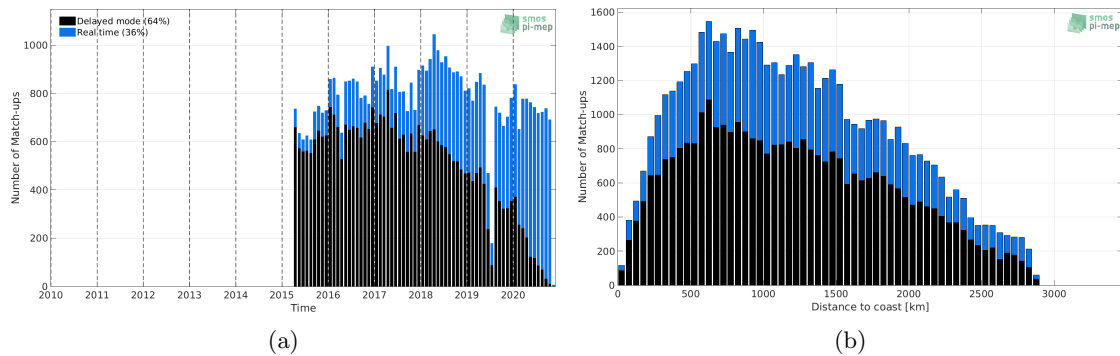 Delayed mode (64%)
Real time (36%)
smos
pi-mep
Number of Match-ups
1000
800
600
400
200
0
2010 2011 2012 2013 2014 2015 2016 2017 2018 2019 2020
Time
(a)
smos
pi-mep
Number of Match-ups
1600
1400
1200
1000
800
600
400
200
0
0 500 1000 1500 2000 2500 3000
Distance to coast [km]
(b)